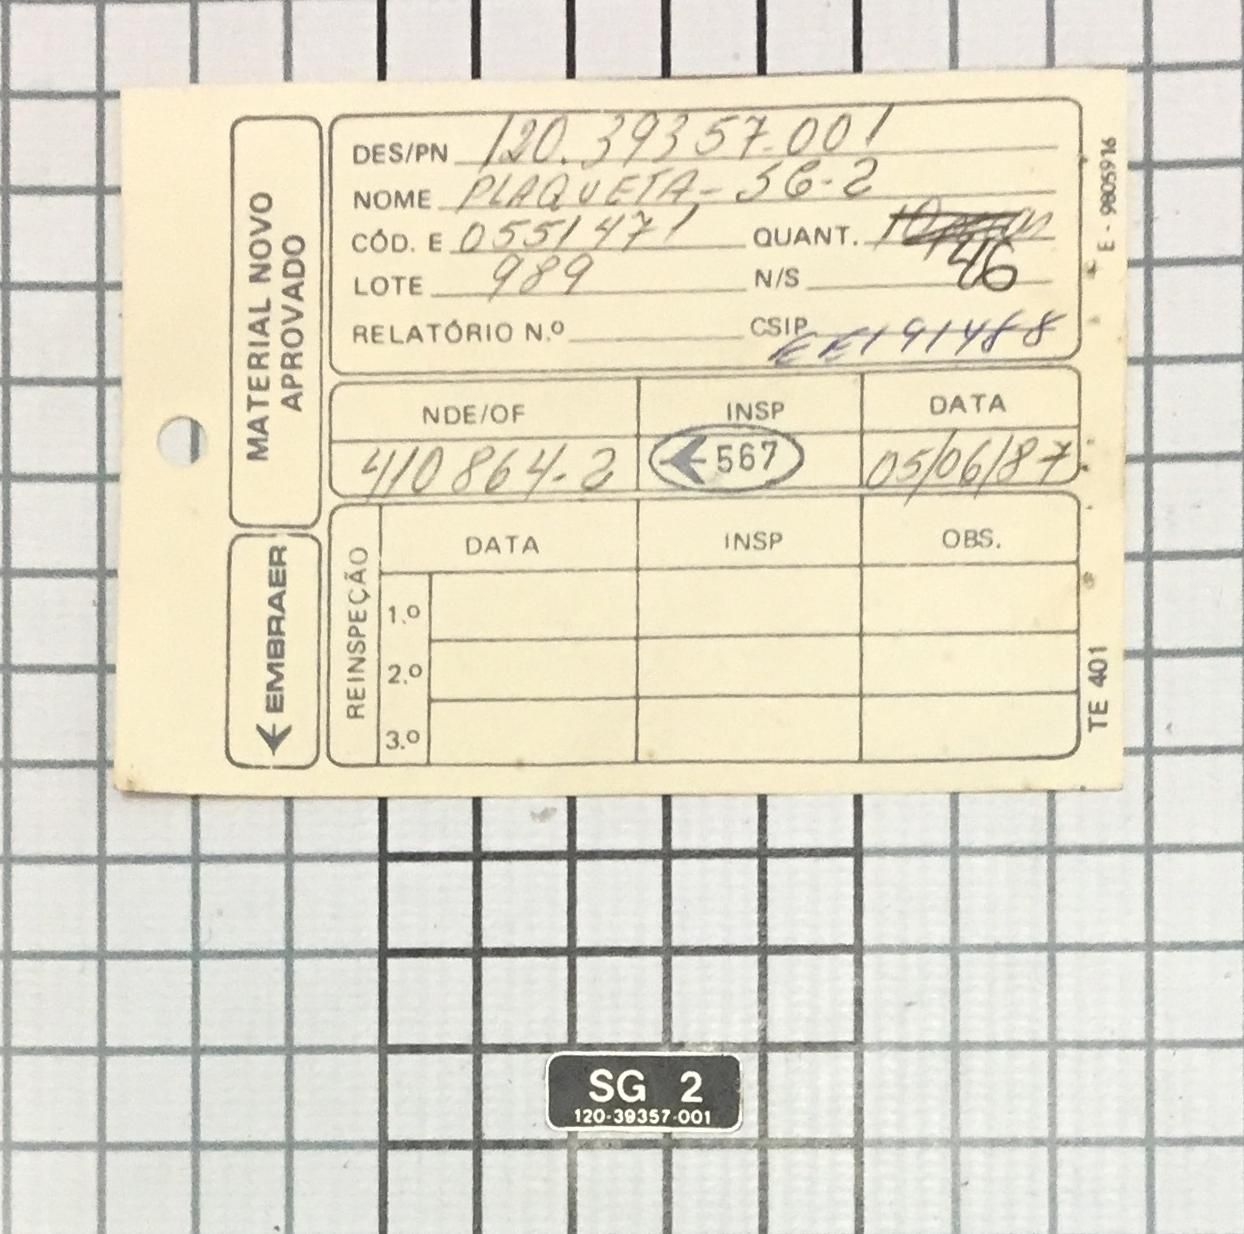 MATERIAL NOVO
APROVADO
EMBRAER
DES/PN 120.39357-001
NOME PLAQUETA - SG-2
CÓD. E 0551471 QUANT. 146
LOTE 989 N/S
RELATÓRIO N.º CSIP EE191488
NDE/OF INSP DATA
410864-2 567 05/06/87
REINSPEÇÃO
DATA INSP OBS.
1.º
2.º
3.º
E - 9805916
TE 401
SG 2
120-39357-001